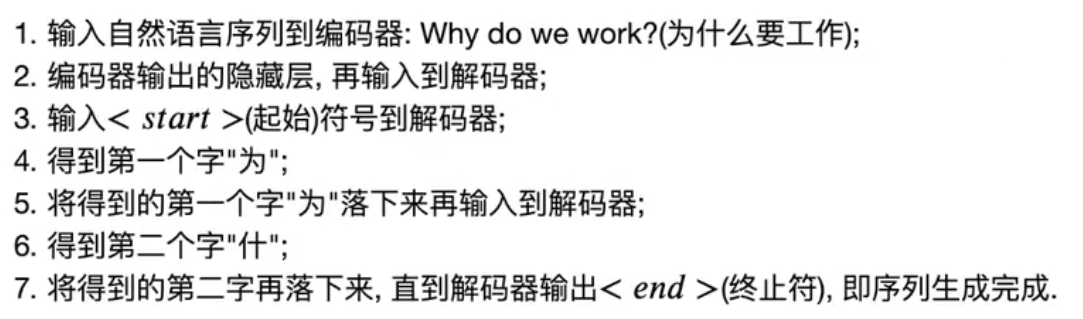 1. 输入自然语言序列到编码器: Why do we work?(为什么要工作);
2. 编码器输出的隐藏层, 再输入到解码器;
3. 输入< start >(起始)符号到解码器;
4. 得到第一个字"为";
5. 将得到的第一个字"为"落下来再输入到解码器;
6. 得到第二个字"什";
7. 将得到的第二字再落下来, 直到解码器输出< end >(终止符), 即序列生成完成.